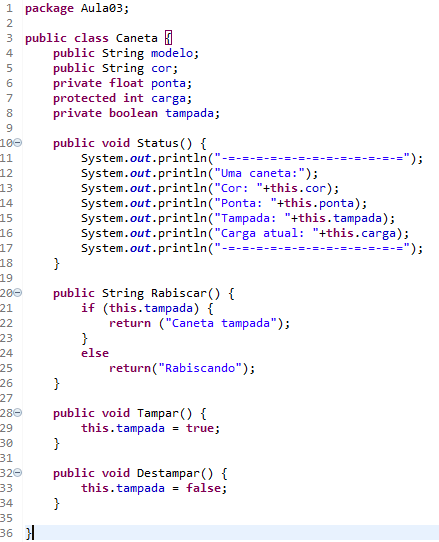 1 package Aula03;
2
3 public class Caneta {
4     public String modelo;
5     public String cor;
6     private float ponta;
7     protected int carga;
8     private boolean tampada;
9
10     public void Status() {
11         System.out.println("-=-=-=-=-=-=-=-=-=-=-=-=-=");
12         System.out.println("Uma caneta:");
13         System.out.println("Cor: "+this.cor);
14         System.out.println("Ponta: "+this.ponta);
15         System.out.println("Tampada: "+this.tampada);
16         System.out.println("Carga atual: "+this.carga);
17         System.out.println("-=-=-=-=-=-=-=-=-=-=-=-=-=");
18     }
19
20     public String Rabiscar() {
21         if (this.tampada) {
22             return ("Caneta tampada");
23         }
24         else
25             return("Rabiscando");
26     }
27
28     public void Tampar() {
29         this.tampada = true;
30     }
31
32     public void Destampar() {
33         this.tampada = false;
34     }
35
36 }